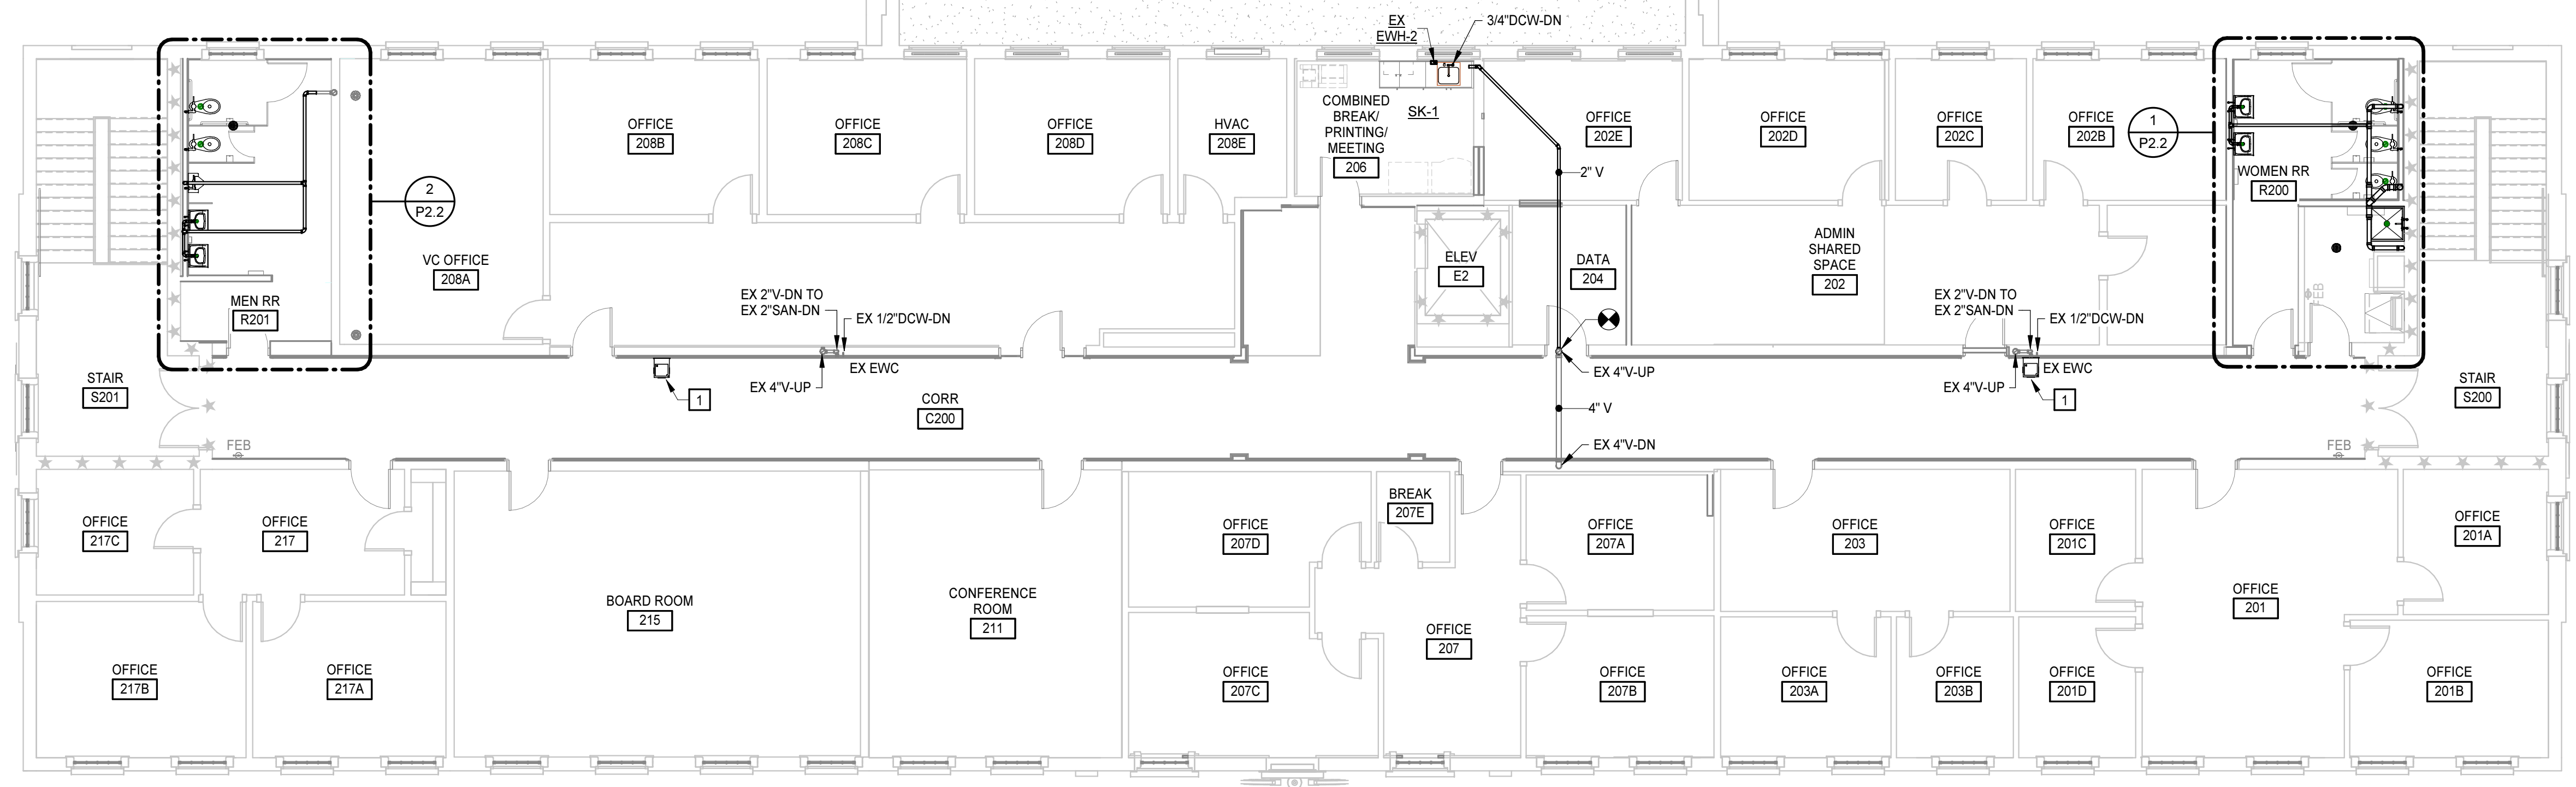 EX
EWH-2
3/4"DCW-DN
OFFICE
208B
OFFICE
208C
OFFICE
208D
HVAC
208E
COMBINED
BREAK/
PRINTING/
MEETING
206
SK-1
OFFICE
202E
OFFICE
202D
OFFICE
202C
OFFICE
202B
1
P2.2
WOMEN RR
R200
2
P2.2
2" V
VC OFFICE
208A
MEN RR
R201
ELEV
E2
DATA
204
ADMIN
SHARED
SPACE
202
FEB
EX 2"V-DN TO
EX 2"SAN-DN
EX 1/2"DCW-DN
EX EWC
EX 4"V-UP
1
EX 4"V-UP
EX 2"V-DN TO
EX 2"SAN-DN
EX 1/2"DCW-DN
EX EWC
EX 4"V-UP
1
STAIR
S201
CORR
C200
4" V
EX 4"V-DN
STAIR
S200
FEB
FEB
OFFICE
217C
OFFICE
217
OFFICE
207D
BREAK
207E
OFFICE
207A
OFFICE
203
OFFICE
201C
OFFICE
201A
BOARD ROOM
215
CONFERENCE
ROOM
211
OFFICE
207
OFFICE
201
OFFICE
217B
OFFICE
217A
OFFICE
207C
OFFICE
207B
OFFICE
203A
OFFICE
203B
OFFICE
201D
OFFICE
201B